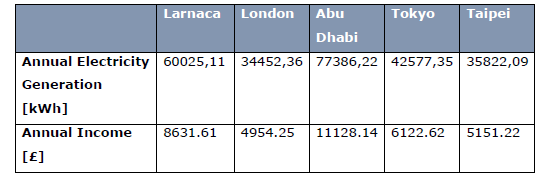 Larnaca London Abu Dhabi Tokyo Taipei
Annual Electricity Generation [kWh] 60025,11 34452,36 77386,22 42577,35 35822,09
Annual Income [£] 8631.61 4954.25 11128.14 6122.62 5151.22